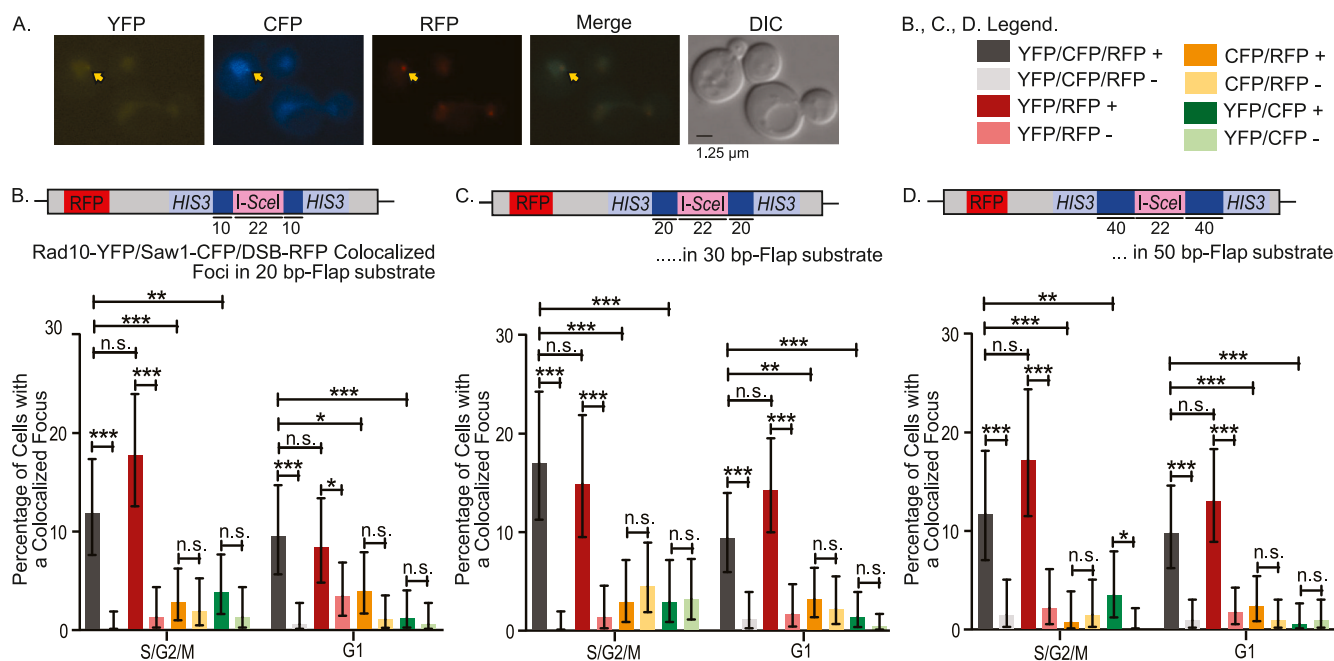 A.
YFP
CFP
RFP
Merge
DIC
1.25 µm
B., C., D. Legend.
YFP/CFP/RFP +
YFP/CFP/RFP -
YFP/RFP +
YFP/RFP -
CFP/RFP +
CFP/RFP -
YFP/CFP +
YFP/CFP -
B.
RFP HIS3 I-SceI HIS3
10 22 10
Rad10-YFP/Saw1-CFP/DSB-RFP Colocalized
Foci in 20 bp-Flap substrate
Percentage of Cells with
a Colocalized Focus
30
20
10
0
**
***
n.s.
***
***
n.s.
n.s.
***
*
n.s.
***
*
n.s.
n.s.
S/G2/M
G1
C.
RFP HIS3 I-SceI HIS3
20 22 20
.....in 30 bp-Flap substrate
Percentage of Cells with
a Colocalized Focus
30
20
10
0
***
***
n.s.
***
***
n.s.
n.s.
***
**
n.s.
***
***
n.s.
n.s.
S/G2/M
G1
D.
RFP HIS3 I-SceI HIS3
40 22 40
... in 50 bp-Flap substrate
Percentage of Cells with
a Colocalized Focus
30
20
10
0
**
***
n.s.
***
***
n.s.
*
***
***
n.s.
***
***
n.s.
n.s.
S/G2/M
G1